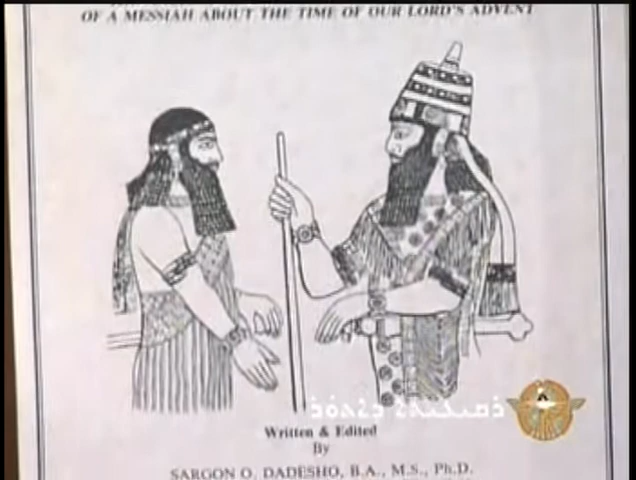 OF A MESSIAH ABOUT THE TIME OF OUR LORD'S ADVENT
Written & Edited
By
SARGON O. DADESHO, B.A., M.S., Ph.D.